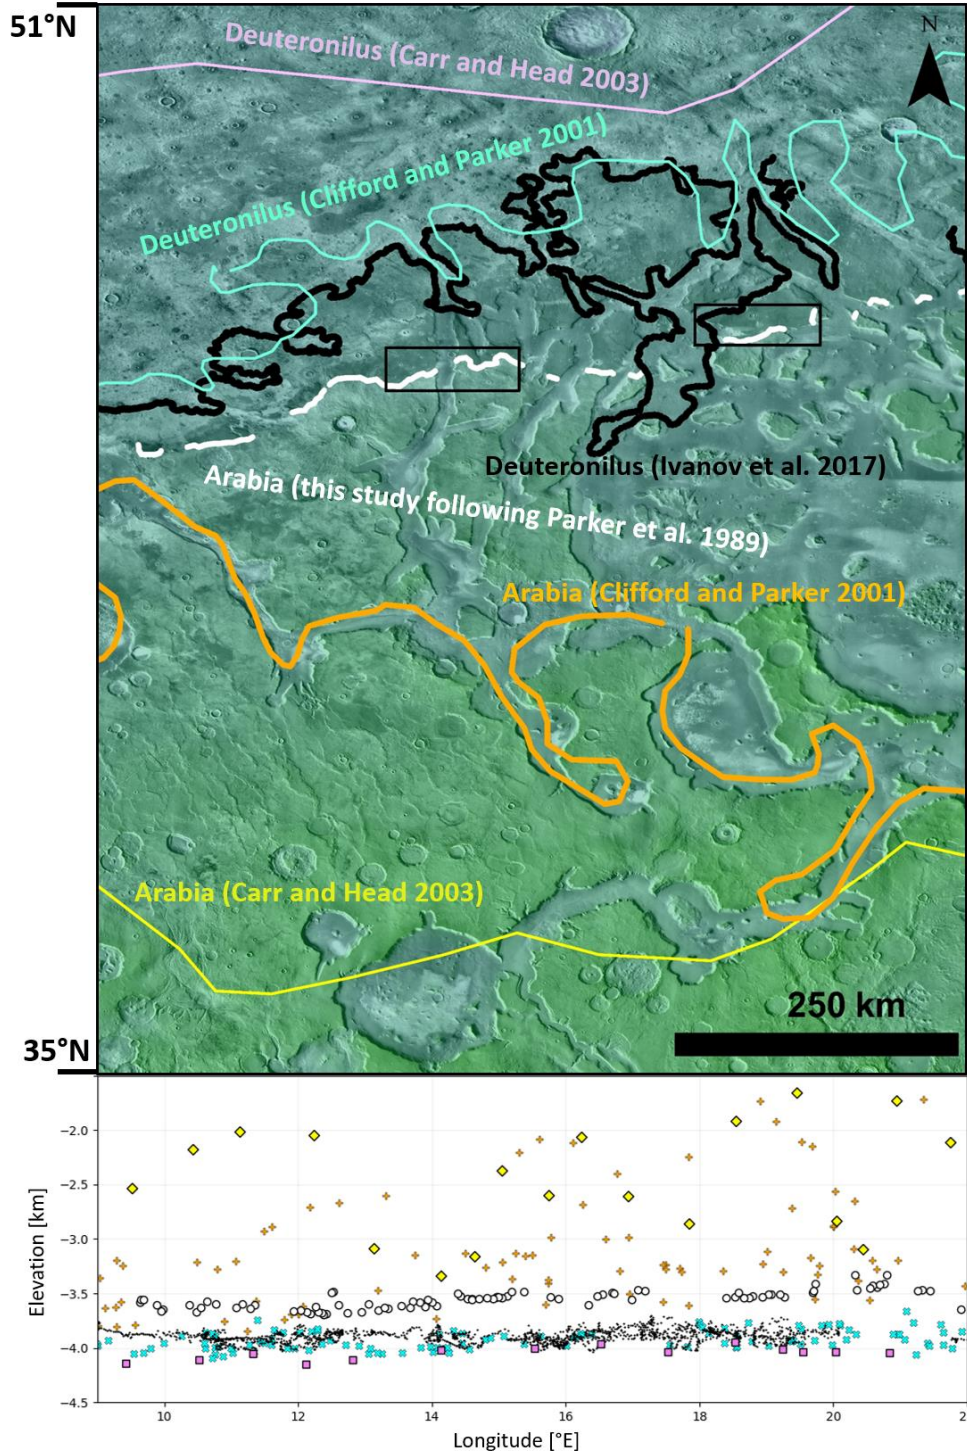 51°N
N
Deuteronilus (Carr and Head 2003)
Deuteronilus (Clifford and Parker 2001)
Deuteronilus (Ivanov et al. 2017)
Arabia (this study following Parker et al. 1989)
Arabia (Clifford and Parker 2001)
Arabia (Carr and Head 2003)
250 km
35°N
−2.0
−2.5
−3.0
−3.5
−4.0
−4.5
Elevation [km]
10 12 14 16 18 20 2
Longitude [°E]